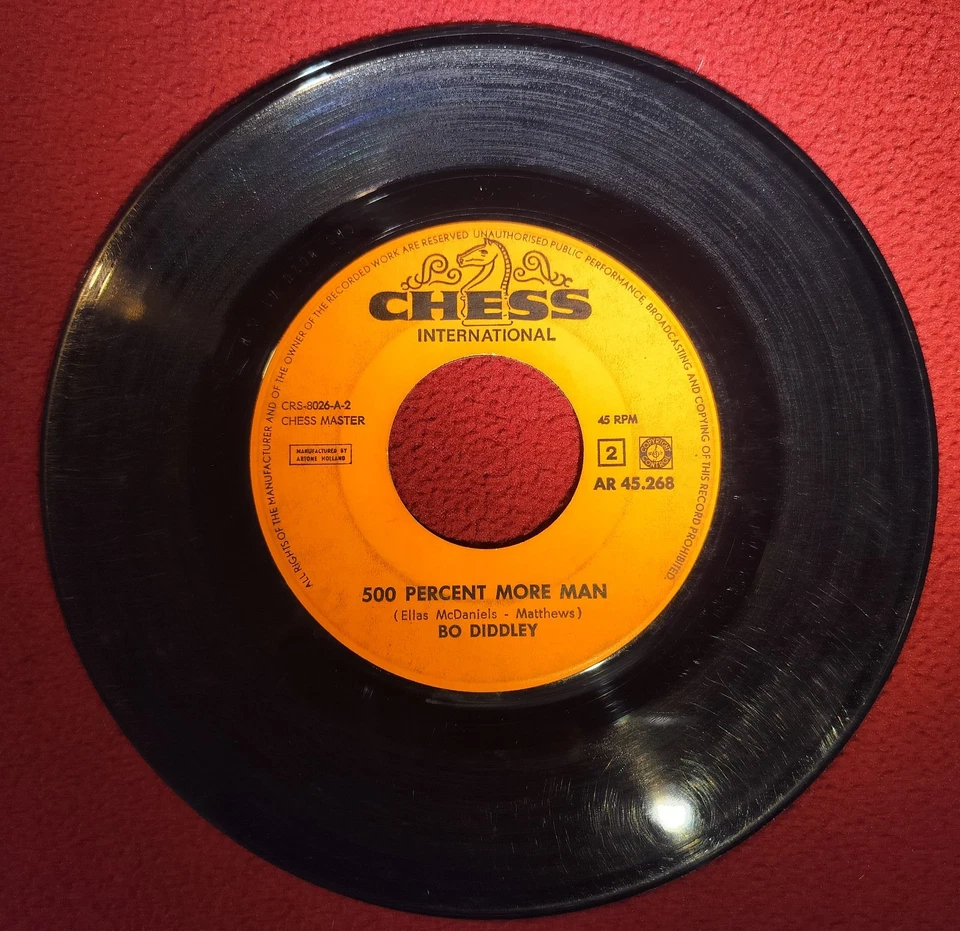 ALL RIGHTS OF THE MANUFACTURER AND OF THE OWNER OF THE RECORDED WORK ARE RESERVED UNAUTHORISED PUBLIC PERFORMANCE, BROADCASTING AND COPYING OF THIS RECORD PROHIBITED.
CHESS
INTERNATIONAL
CRS-8026-A-2
CHESS MASTER
MANUFACTURED BY
ARTONE HOLLAND
45 RPM
2
AR 45.268
500 PERCENT MORE MAN
(Ellas McDaniels - Matthews)
BO DIDDLEY